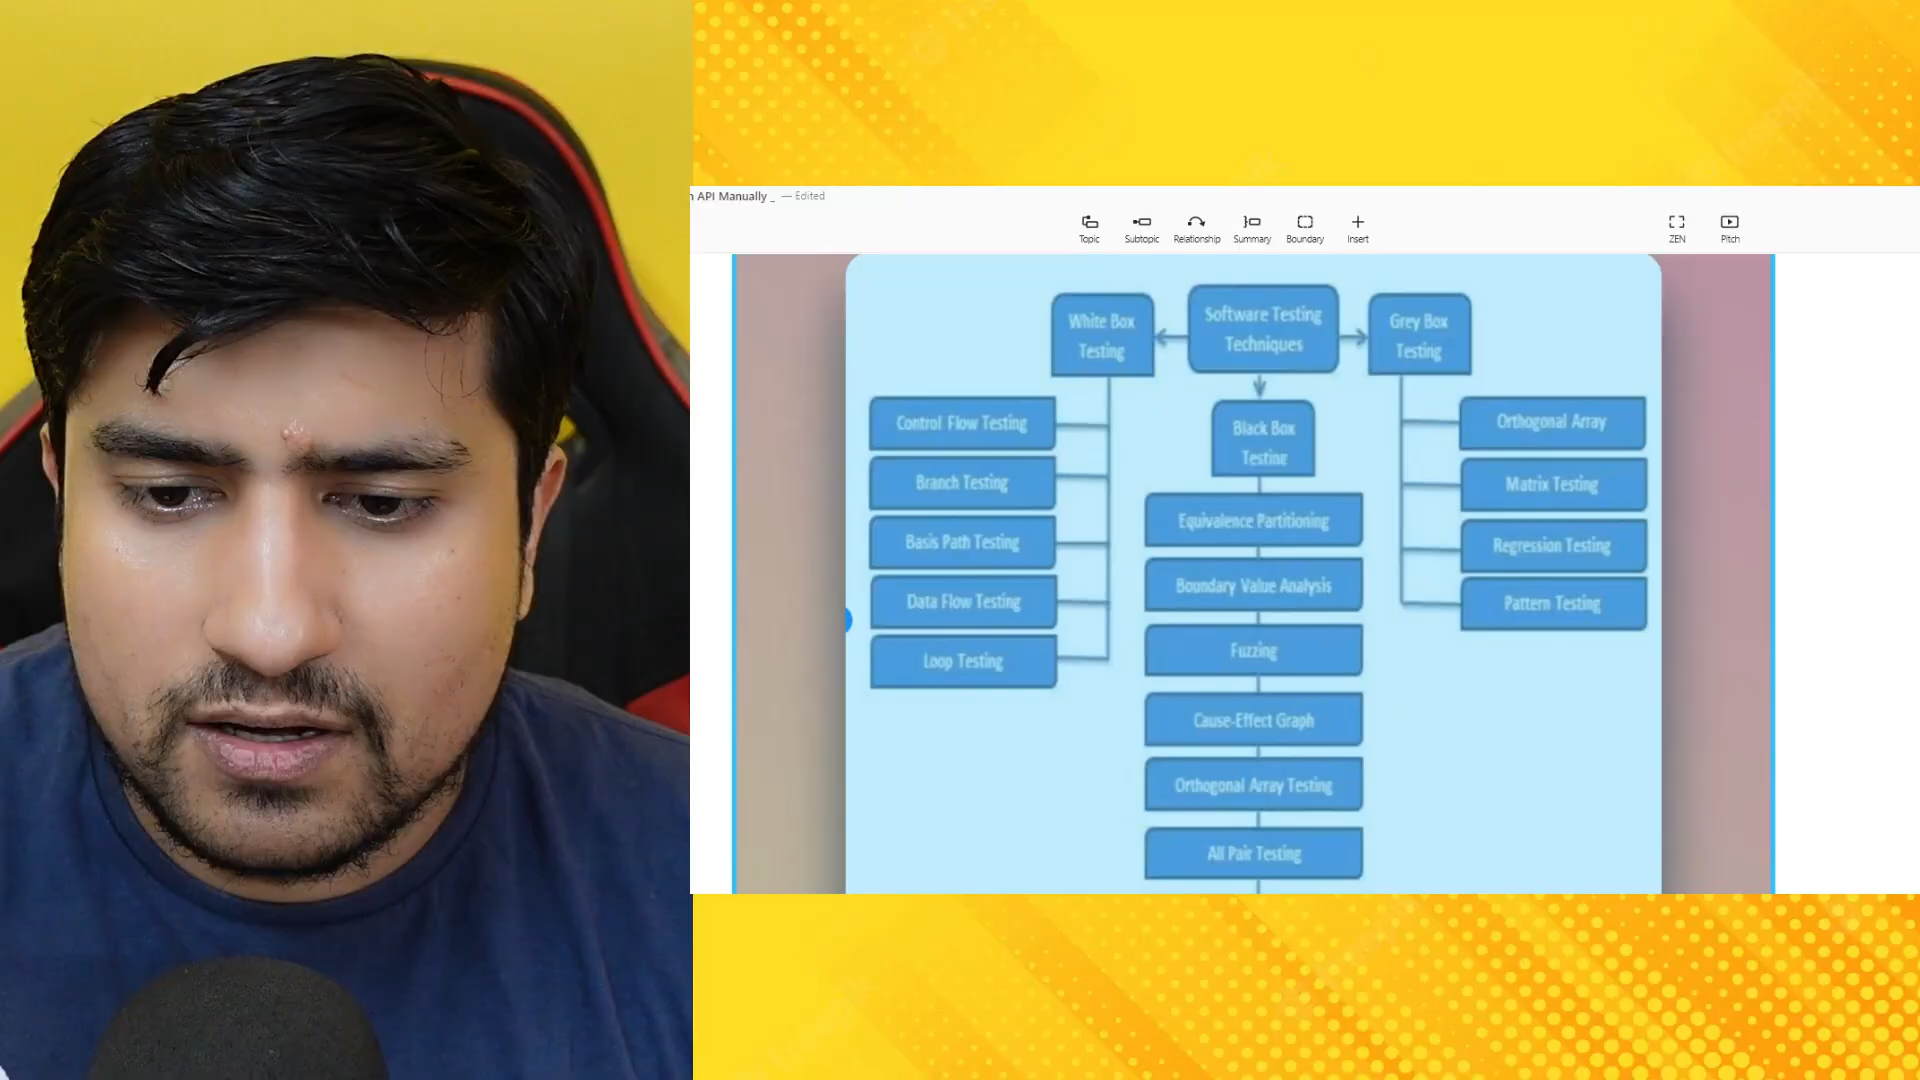 n API Manually _ — Edited
Topic
Subtopic
Relationship
Summary
Boundary
Insert
ZEN
Pitch
Software Testing
Techniques
White Box
Testing
Control Flow Testing
Branch Testing
Basis Path Testing
Data Flow Testing
Loop Testing
Black Box
Testing
Equivalence Partitioning
Boundary Value Analysis
Fuzzing
Cause-Effect Graph
Orthogonal Array Testing
All Pair Testing
Grey Box
Testing
Orthogonal Array
Matrix Testing
Regression Testing
Pattern Testing